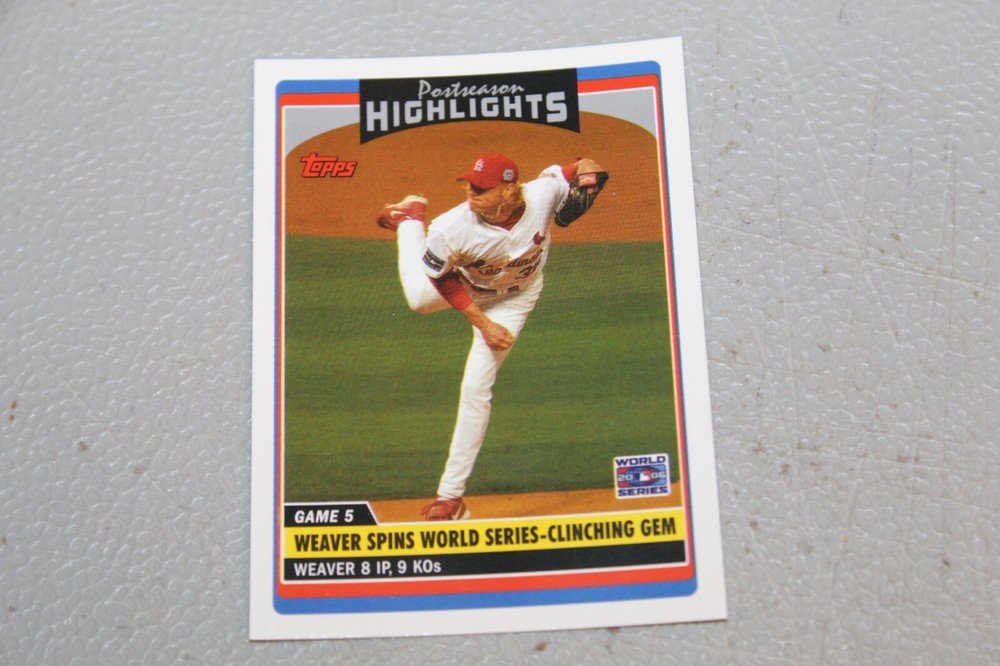 Postseason
HIGHLIGHTS
Topps
Cardinals
WORLD
2006
SERIES
GAME 5
WEAVER SPINS WORLD SERIES-CLINCHING GEM
WEAVER 8 IP, 9 KOs